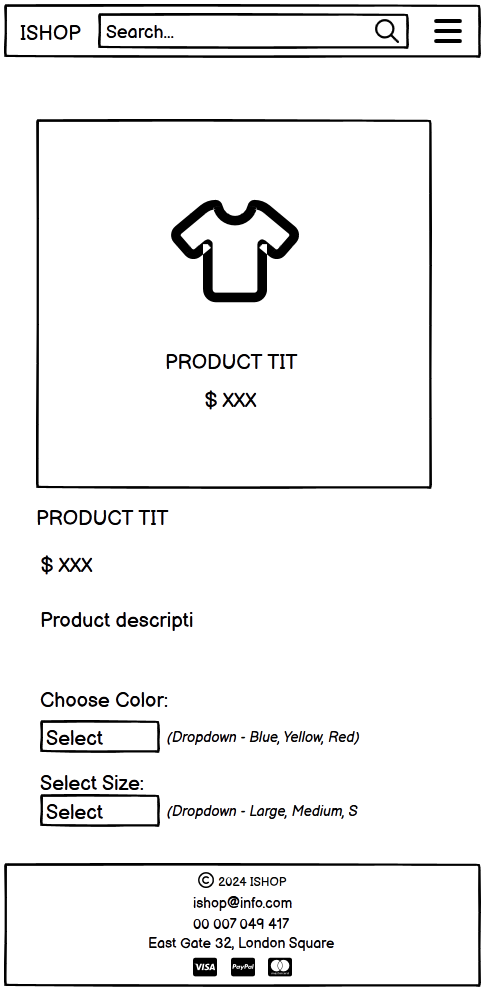 ISHOP Search...
PRODUCT TIT
$ XXX
PRODUCT TIT
$ XXX
Product descripti
Choose Color:
Select (Dropdown - Blue, Yellow, Red)
Select Size:
Select (Dropdown - Large, Medium, S
© 2024 ISHOP
ishop@info.com
00 007 049 417
East Gate 32, London Square
VISA PayPal